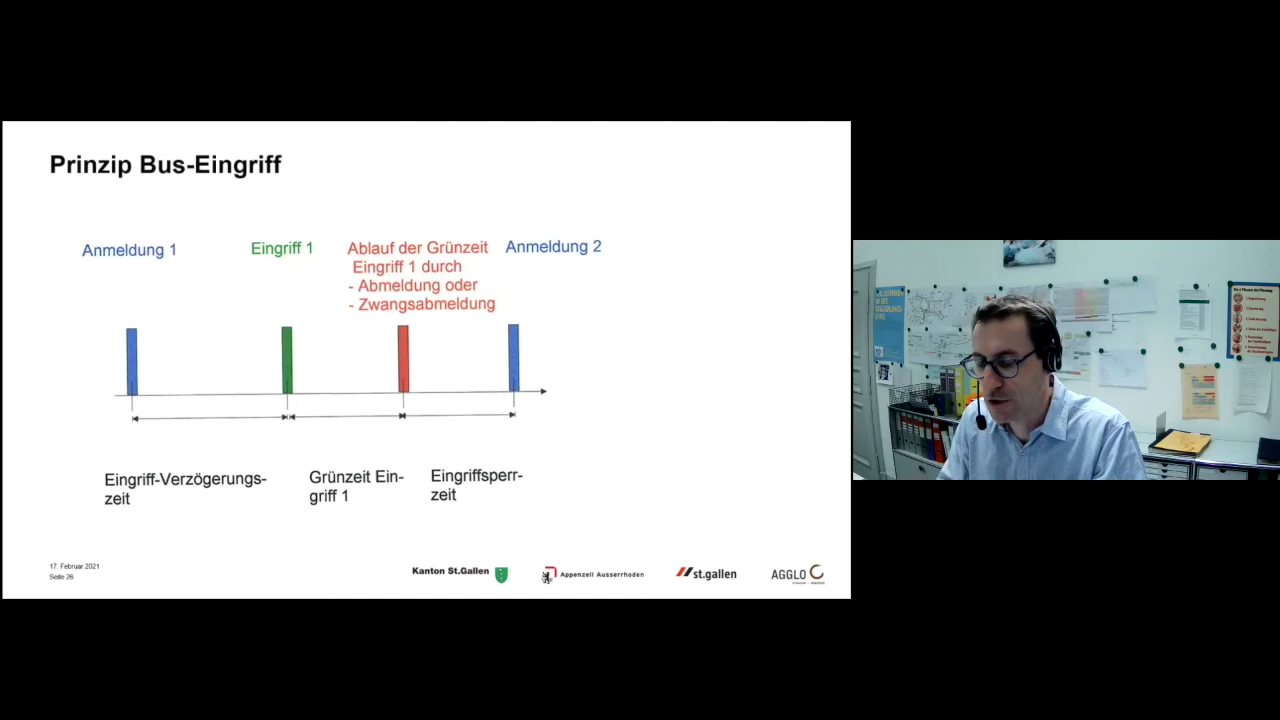 Prinzip Bus-Eingriff
Anmeldung 1
Eingriff 1
Ablauf der Grünzeit
Eingriff 1 durch
- Abmeldung oder
- Zwangsabmeldung
Anmeldung 2
Eingriff-Verzögerungs-
zeit
Grünzeit Ein-
griff 1
Eingriffsperr-
zeit
17. Februar 2021
Seite 26
Kanton St.Gallen
Appenzell Ausserrhoden
st.gallen
AGGLO